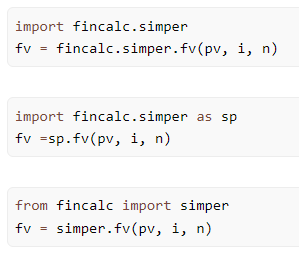 import fincalc.simper
fv = fincalc.simper.fv(pv, i, n)
import fincalc.simper as sp
fv =sp.fv(pv, i, n)
from fincalc import simper
fv = simper.fv(pv, i, n)